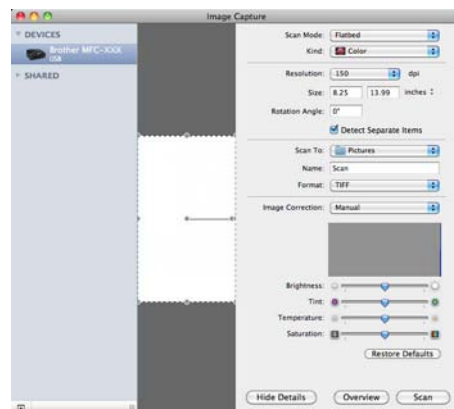 Image Capture
DEVICES
Brother MFC-XXX
USB
SHARED
Scan Mode: Flatbed
Kind: Color
Resolution: 150 dpi
Size: 8.25 13.99 inches
Rotation Angle: 0°
Detect Separate Items
Scan To: Pictures
Name: Scan
Format: TIFF
Image Correction: Manual
Brightness:
Tint:
Temperature:
Saturation:
Restore Defaults
Hide Details Overview Scan